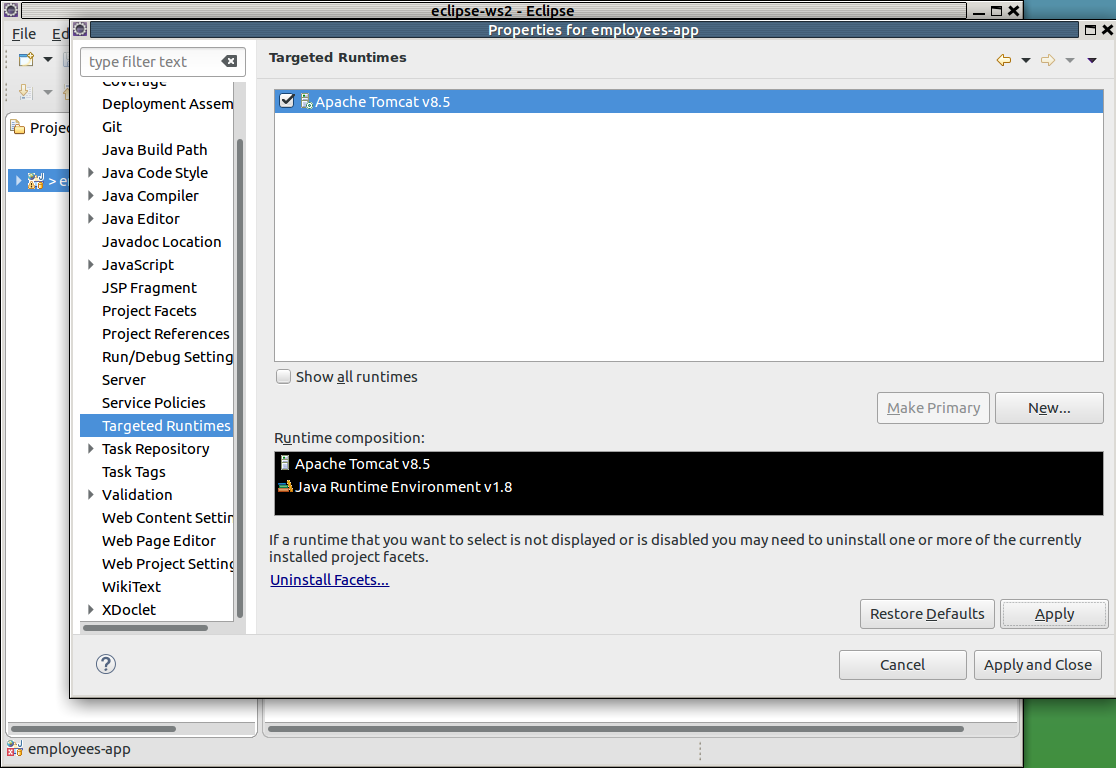 eclipse-ws2 - Eclipse
File
Ed
Properties for employees-app
type filter text
Targeted Runtimes
Coverage
Deployment Assem
Git
Java Build Path
Java Code Style
Java Compiler
Java Editor
Javadoc Location
JavaScript
JSP Fragment
Project Facets
Project References
Run/Debug Setting
Server
Service Policies
Targeted Runtimes
Task Repository
Task Tags
Validation
Web Content Settin
Web Page Editor
Web Project Setting
WikiText
XDoclet
Projec
> e
Apache Tomcat v8.5
Show all runtimes
Make Primary
New...
Runtime composition:
Apache Tomcat v8.5
Java Runtime Environment v1.8
If a runtime that you want to select is not displayed or is disabled you may need to uninstall one or more of the currently
installed project facets.
Uninstall Facets...
Restore Defaults
Apply
?
Cancel
Apply and Close
employees-app